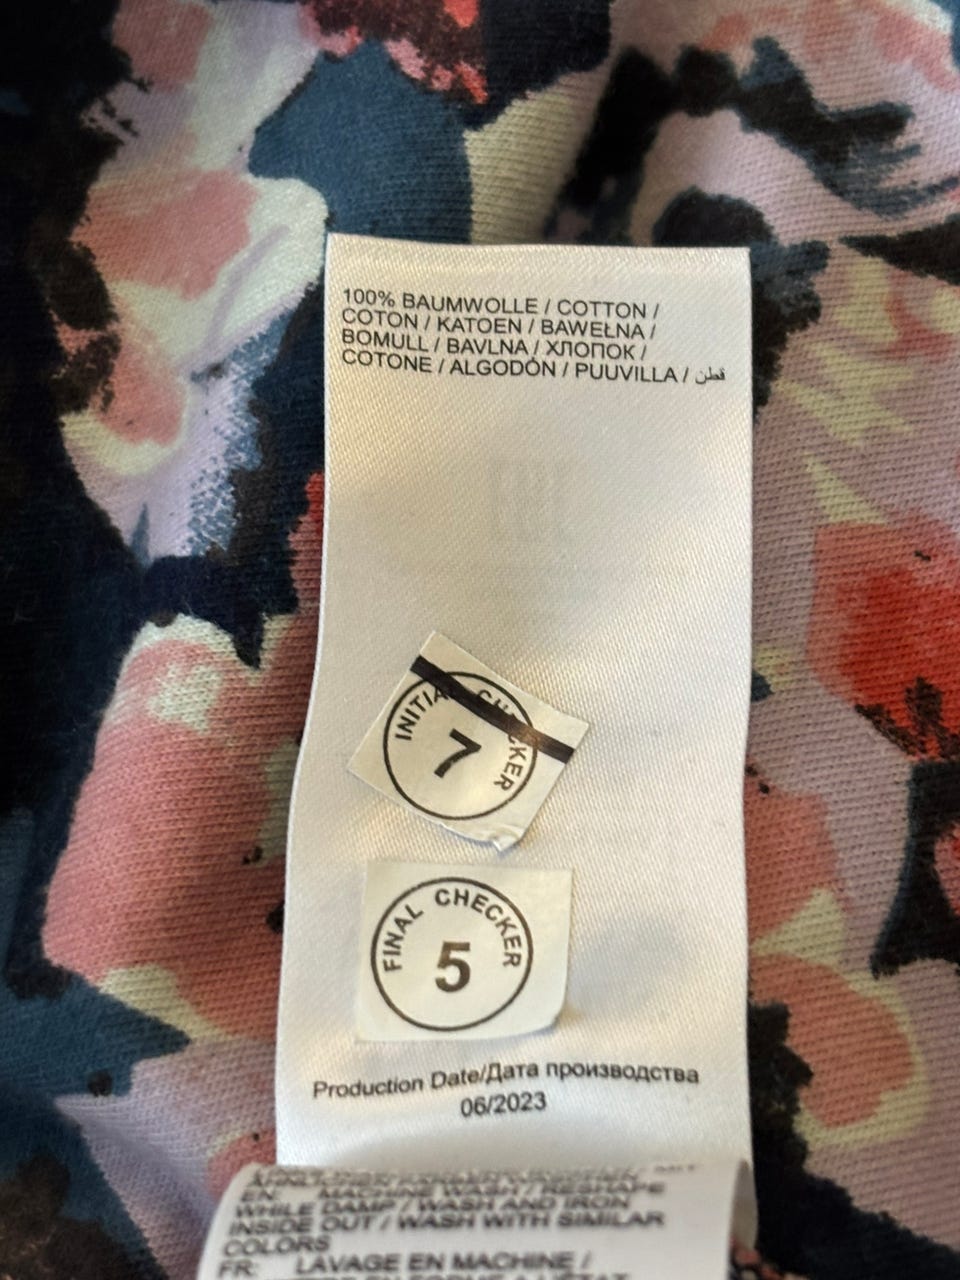 100% BAUMWOLLE / COTTON /
COTON / KATOEN / BAWEŁNA /
BOMULL / BAVLNA / ХЛОПОК /
COTONE / ALGODÓN / PUUVILLA / قطن
INITIAL CHECKER
7
FINAL CHECKER
5
Production Date/Дата производства
06/2023
EN: MACHINE WASH / RESHAPE
WHILE DAMP / WASH AND IRON
INSIDE OUT / WASH WITH SIMILAR
COLORS
FR: LAVAGE EN MACHINE /